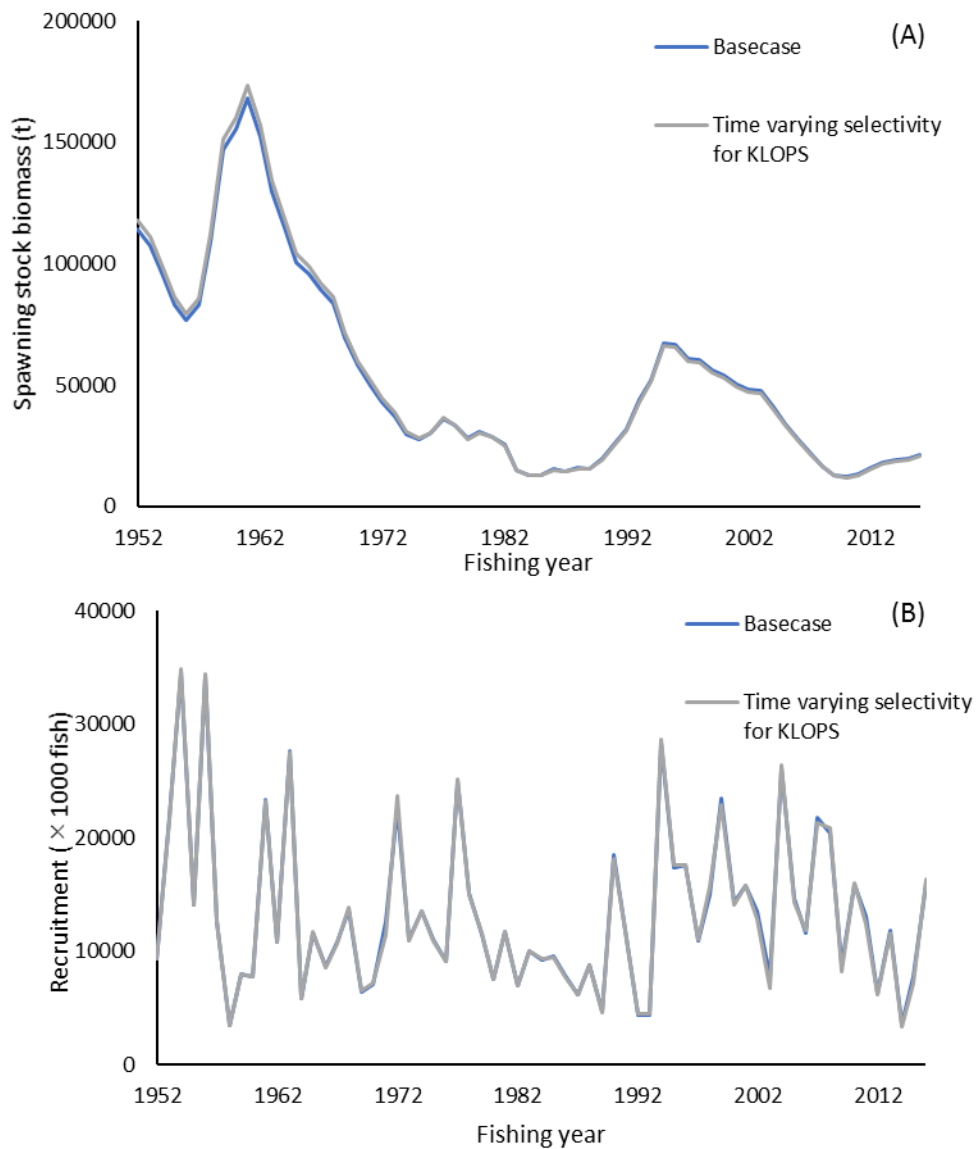 (A)
200000
150000
100000
50000
0
Spawning stock biomass (t)
Basecase
Time varying selectivity
for KLOPS
1952 1962 1972 1982 1992 2002 2012
Fishing year
(B)
40000
30000
20000
10000
0
Recruitment (×1000 fish)
Basecase
Time varying selectivity
for KLOPS
1952 1962 1972 1982 1992 2002 2012
Fishing year